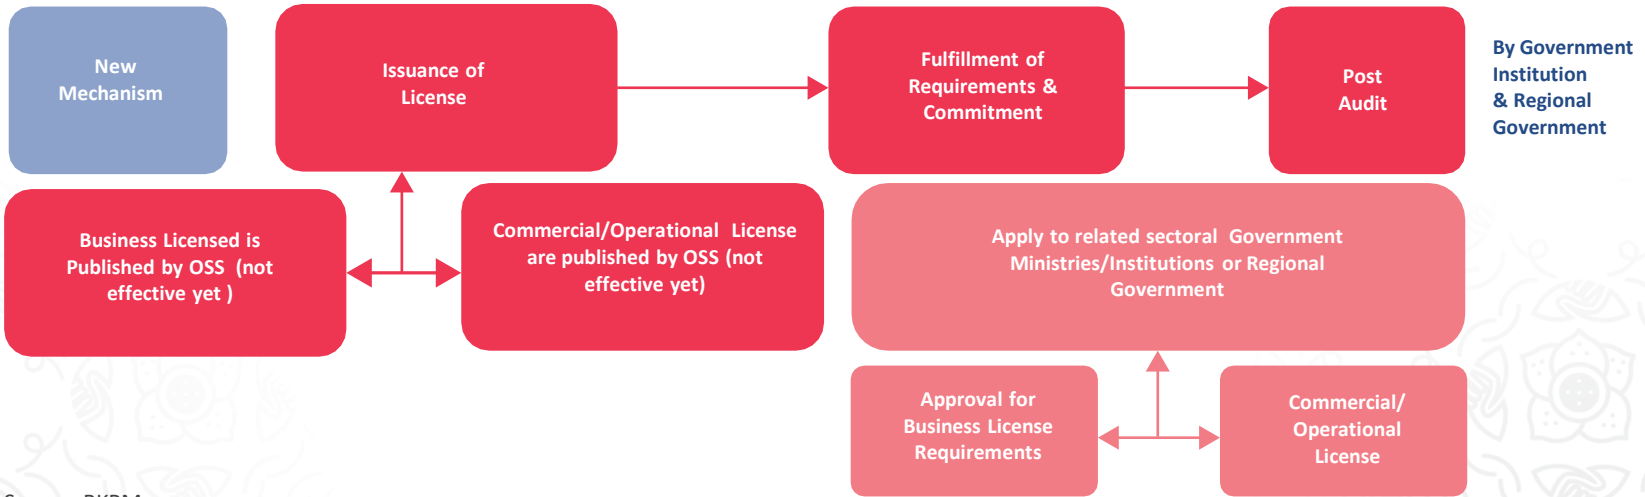 New
Mechanism
Issuance of
License
Fulfillment of
Requirements &
Commitment
Post
Audit
By Government
Institution
& Regional
Government
Business Licensed is
Published by OSS (not
effective yet )
Commercial/Operational License
are published by OSS (not
effective yet)
Apply to related sectoral Government
Ministries/Institutions or Regional
Government
Approval for
Business License
Requirements
Commercial/
Operational
License